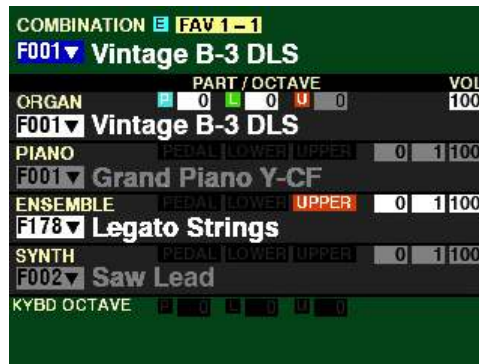 COMBINATION E FAV 1–1
F001▼ Vintage B-3 DLS
PART / OCTAVE VOL
ORGAN P 0 L 0 U 0 100
F001▼ Vintage B-3 DLS
PIANO PEDAL LOWER UPPER 0 1 100
F001▼ Grand Piano Y-CF
ENSEMBLE PEDAL LOWER UPPER 0 1 100
F178▼ Legato Strings
SYNTH PEDAL LOWER UPPER 0 1 100
F002▼ Saw Lead
KYBD OCTAVE P 0 L 0 U 0